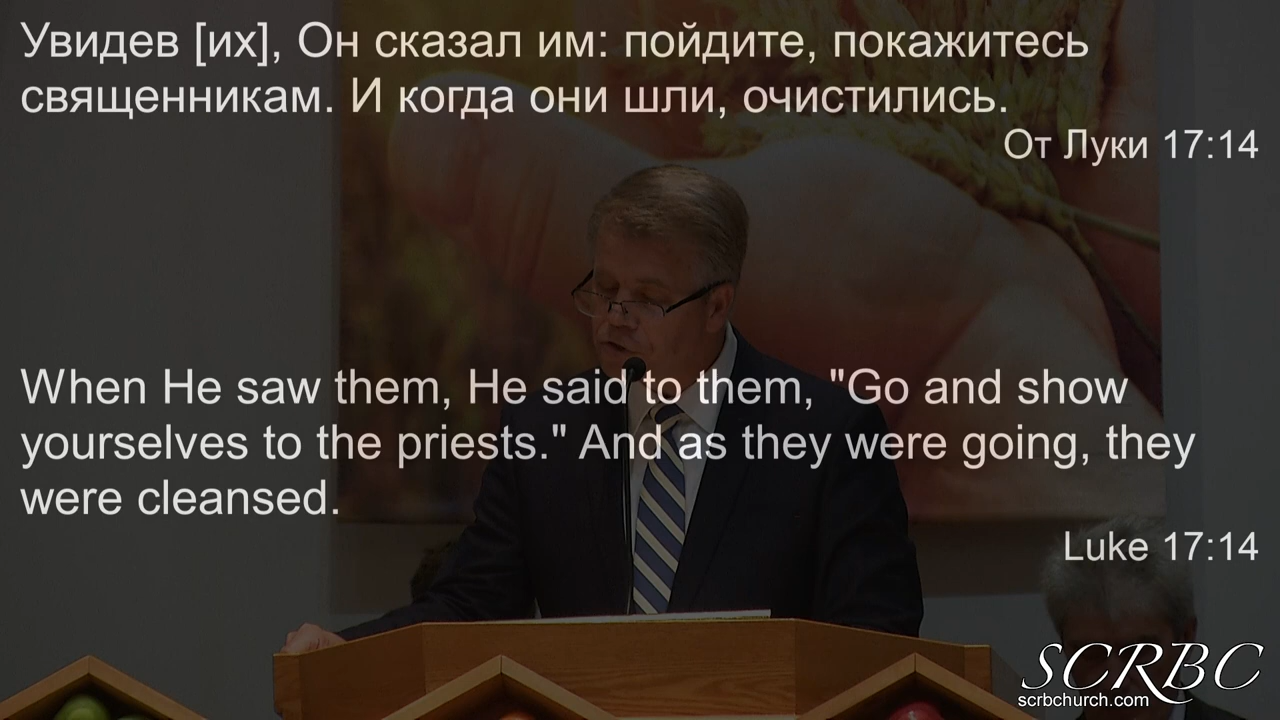 Увидев [их], Он сказал им: пойдите, покажитесь
священникам. И когда они шли, очистились.
От Луки 17:14
When He saw them, He said to them, "Go and show
yourselves to the priests." And as they were going, they
were cleansed.
Luke 17:14
SCRBC
scrbchurch.com